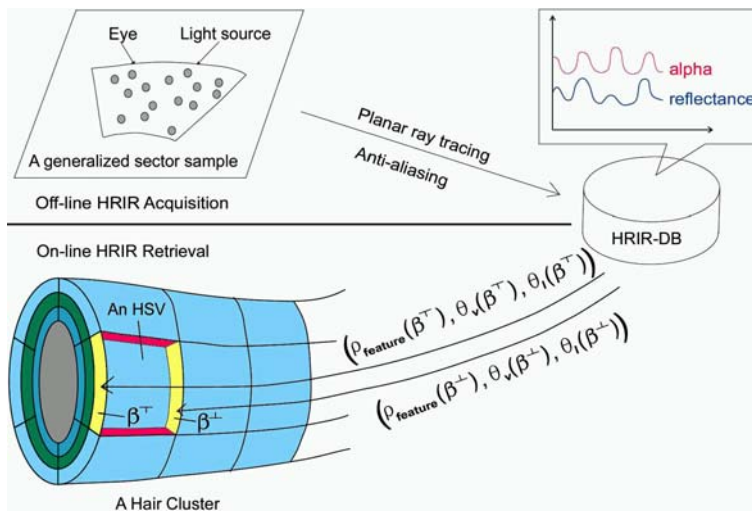 Eye
Light source
A generalized sector sample
Off-line HRIR Acquisition
Planar ray tracing
Anti-aliasing
alpha
reflectance
HRIR-DB
On-line HRIR Retrieval
An HSV
(ρfeature(β⊤), θv(β⊤), θl(β⊤))
(ρfeature(β⊥), θv(β⊥), θl(β⊥))
β⊤
β⊥
A Hair Cluster